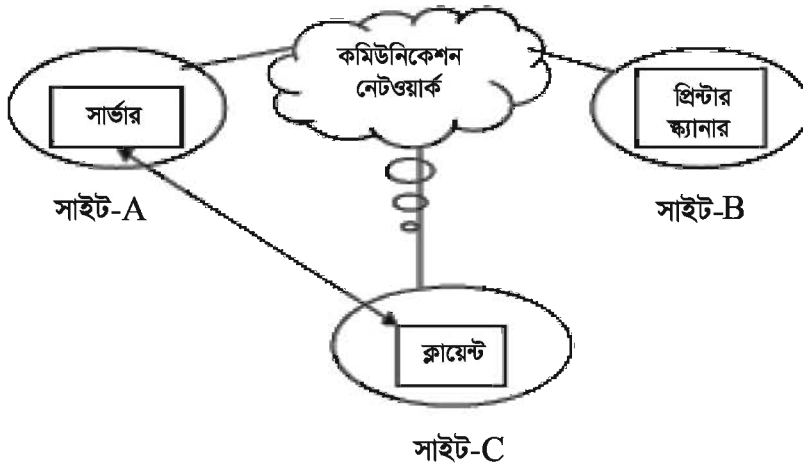 কমিউনিকেশন
নেটওয়ার্ক
সার্ভার
প্রিন্টার
স্ক্যানার
সাইট-A
সাইট-B
ক্লায়েন্ট
সাইট-C